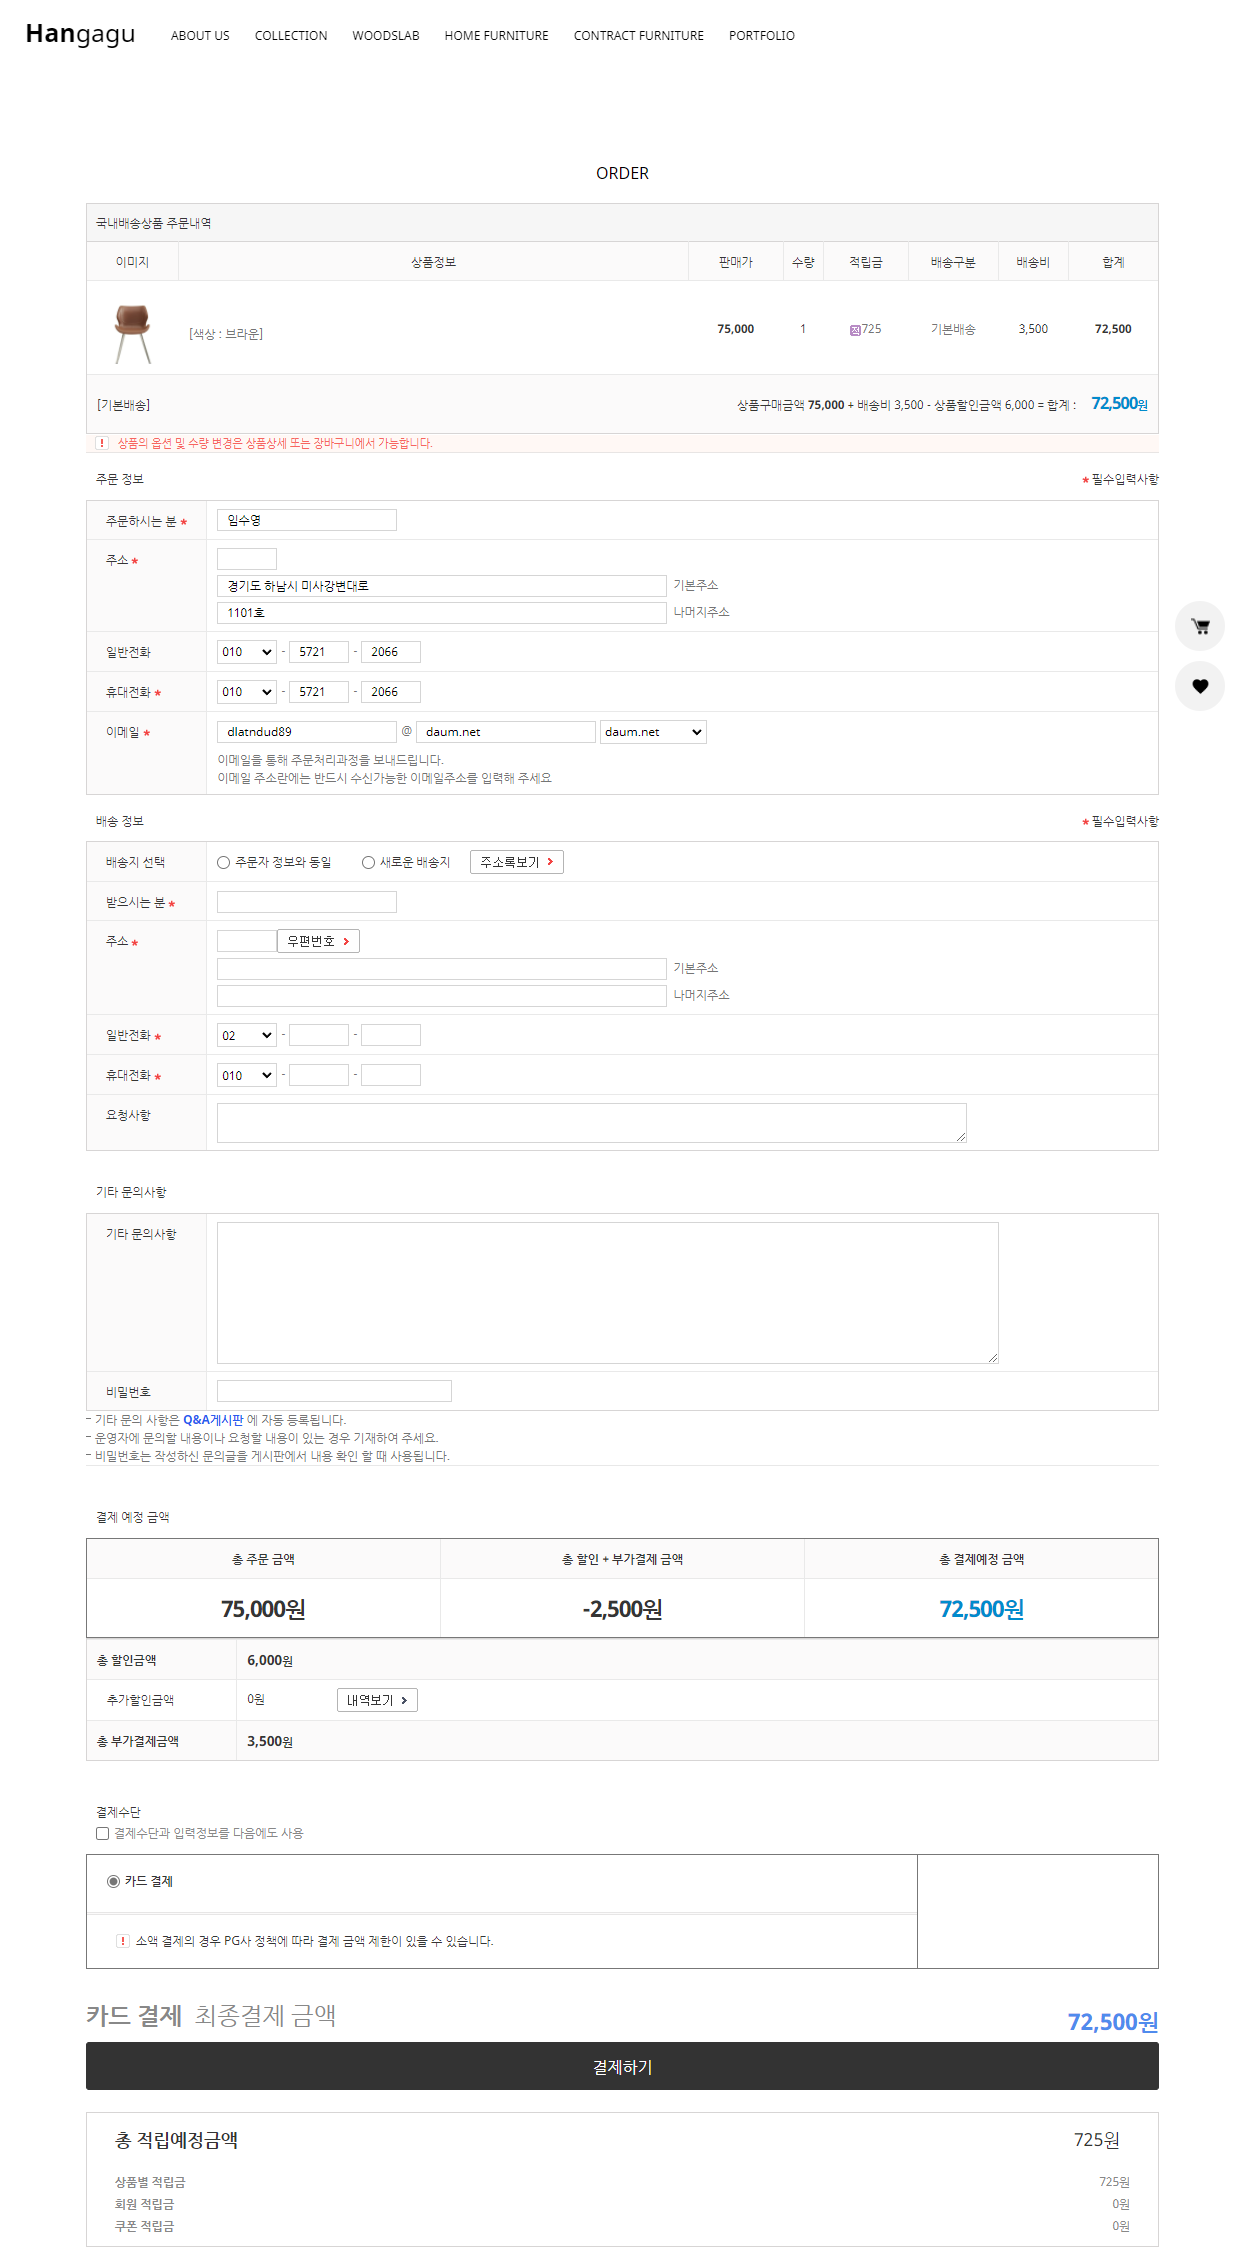 Hangagu ABOUT US COLLECTION WOODSLAB HOME FURNITURE CONTRACT FURNITURE PORTFOLIO
ORDER
국내배송상품 주문내역
이미지 상품정보 판매가 수량 적립금 배송구분 배송비 합계
[색상 : 브라운] 75,000 1 적725 기본배송 3,500 72,500
[기본배송] 상품구매금액 75,000 + 배송비 3,500 - 상품할인금액 6,000 = 합계 : 72,500원
! 상품의 옵션 및 수량 변경은 상품상세 또는 장바구니에서 가능합니다.
주문 정보 * 필수입력사항
주문하시는 분 * 임수영
주소 *
경기도 하남시 미사강변대로 기본주소
1101호 나머지주소
일반전화 010 - 5721 - 2066
휴대전화 * 010 - 5721 - 2066
이메일 * dlatndud89 @ daum.net daum.net
이메일을 통해 주문처리과정을 보내드립니다.
이메일 주소란에는 반드시 수신가능한 이메일주소를 입력해 주세요
배송 정보 * 필수입력사항
배송지 선택 주문자 정보와 동일 새로운 배송지 주소록보기 >
받으시는 분 *
주소 * 우편번호 >
기본주소
나머지주소
일반전화 * 02 - -
휴대전화 * 010 - -
요청사항
기타 문의사항
기타 문의사항
비밀번호
- 기타 문의 사항은 Q&A게시판 에 자동 등록됩니다.
- 운영자에 문의할 내용이나 요청할 내용이 있는 경우 기재하여 주세요.
- 비밀번호는 작성하신 문의글을 게시판에서 내용 확인 할 때 사용됩니다.
결제 예정 금액
총 주문 금액 총 할인 + 부가결제 금액 총 결제예정 금액
75,000원 -2,500원 72,500원
총 할인금액 6,000원
추가할인금액 0원 내역보기 >
총 부가결제금액 3,500원
결제수단
결제수단과 입력정보를 다음에도 사용
카드 결제
! 소액 결제의 경우 PG사 정책에 따라 결제 금액 제한이 있을 수 있습니다.
카드 결제 최종결제 금액 72,500원
결제하기
총 적립예정금액 725원
상품별 적립금 725원
회원 적립금 0원
쿠폰 적립금 0원